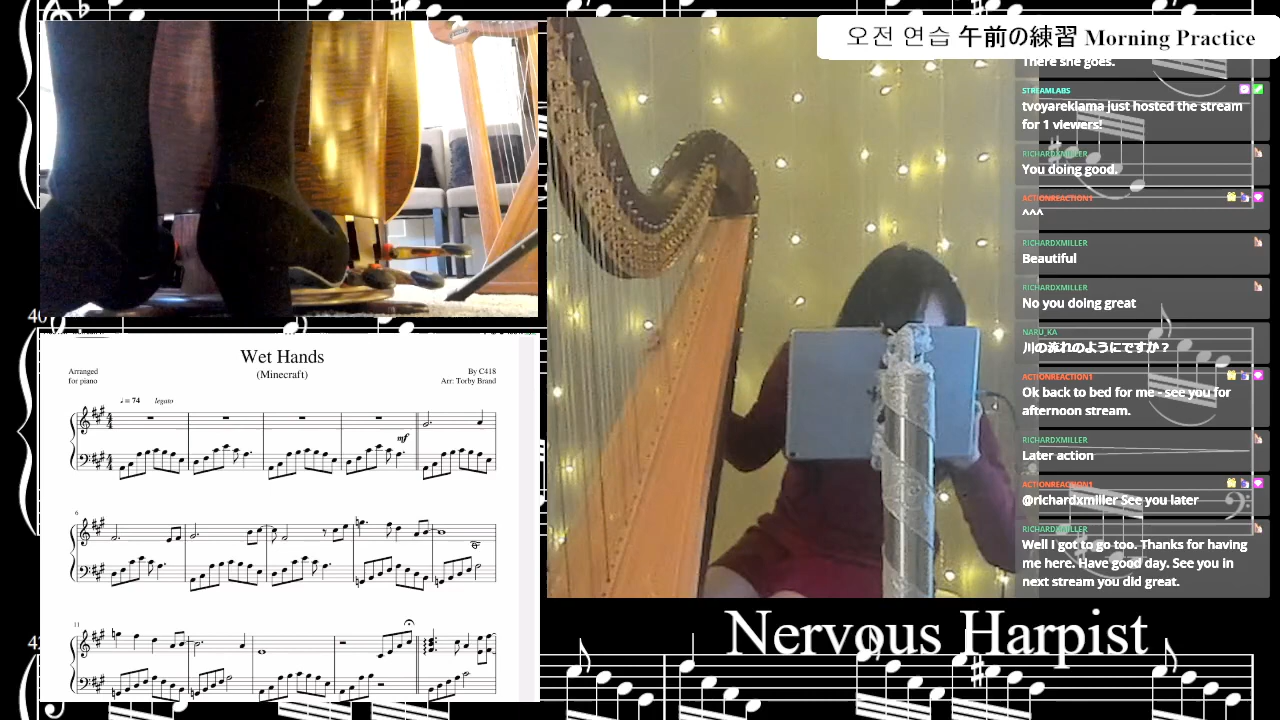 오전 연습 午前の練習 Morning Practice
There she goes.
STREAMLABS
tvoyareklama just hosted the stream
for 1 viewers!
RICHARDXMILLER
You doing good.
ACTIONREACTION1
^^^
RICHARDXMILLER
Beautiful
RICHARDXMILLER
No you doing great
NARU_KA
川の流れのようにですか？
ACTIONREACTION1
Ok back to bed for me - see you for
afternoon stream.
RICHARDXMILLER
Later action
ACTIONREACTION1
@richardxmiller See you later
RICHARDXMILLER
Well I got to go too. Thanks for having
me here. Have good day. See you in
next stream you did great.
Wet Hands
(Minecraft)
Arranged
for piano
By C418
Arr: Torby Brand
♩ = 74 legato
mf
6
11
40
Nervous Harpist